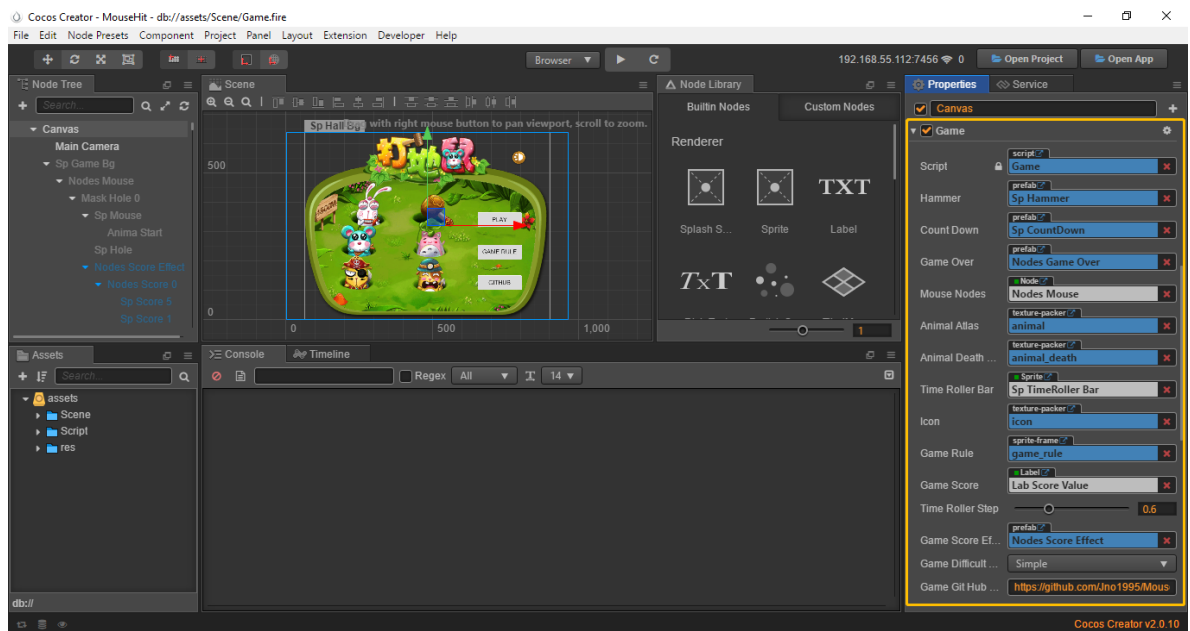 Cocos Creator - MouseHit - db://assets/Scene/Game.fire
File Edit Node Presets Component Project Panel Layout Extension Developer Help
Browser
192.168.55.112:7456 0
Open Project
Open App
Node Tree
Search...
Canvas
Main Camera
Sp Game Bg
Nodes Mouse
Mask Hole 0
Sp Mouse
Anima Start
Sp Hole
Nodes Score Effect
Nodes Score 0
Sp Score 5
Sp Score 1
Scene
Sp Hall Bg
with right mouse button to pan viewport, scroll to zoom.
500
0
0
500
1,000
打地鼠
PLAY
GAME RULE
GITHUB
Node Library
Builtin Nodes
Custom Nodes
Renderer
TXT
Splash S...
Sprite
Label
TxT
1
Assets
Search...
assets
Scene
Script
res
db://
Console
Timeline
Regex
All
14
Properties
Service
Canvas
Game
Script
script
Game
Hammer
prefab
Sp Hammer
Count Down
prefab
Sp CountDown
Game Over
prefab
Nodes Game Over
Mouse Nodes
Node
Nodes Mouse
Animal Atlas
texture-packer
animal
Animal Death ...
texture-packer
animal_death
Time Roller Bar
Sprite
Sp TimeRoller Bar
Icon
texture-packer
icon
Game Rule
sprite-frame
game_rule
Game Score
Label
Lab Score Value
Time Roller Step
0.6
Game Score Ef...
prefab
Nodes Score Effect
Game Difficult ...
Simple
Game Git Hub ...
https://github.com/Jno1995/Mous
Cocos Creator v2.0.10